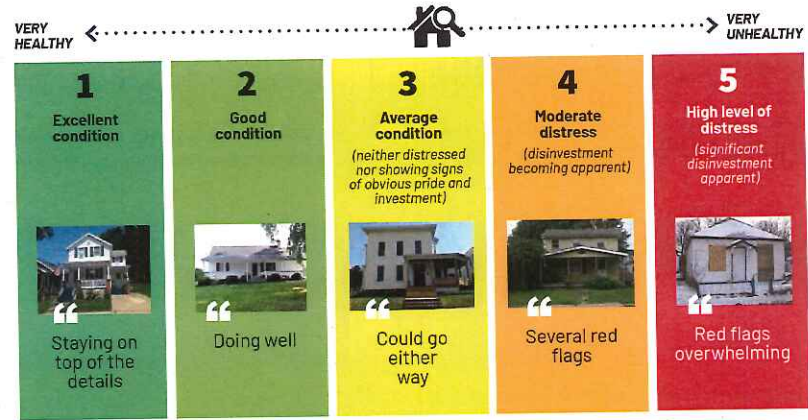 VERY
HEALTHY
VERY
UNHEALTHY
1
Excellent
condition
“
Staying on
top of the
details
2
Good
condition
“
Doing well
3
Average
condition
(neither distressed
nor showing signs
of obvious pride and
investment)
“
Could go
either
way
4
Moderate
distress
(disinvestment
becoming apparent)
“
Several red
flags
5
High level of
distress
(significant
disinvestment
apparent)
“
Red flags
overwhelming